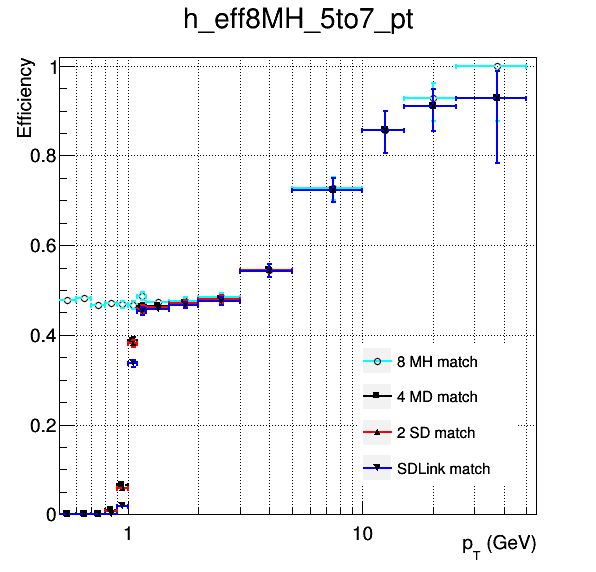 h_eff8MH_5to7_pt
Efficiency
1
0.8
0.6
0.4
0.2
0
8 MH match
4 MD match
2 SD match
SDLink match
1
10
p_T (GeV)